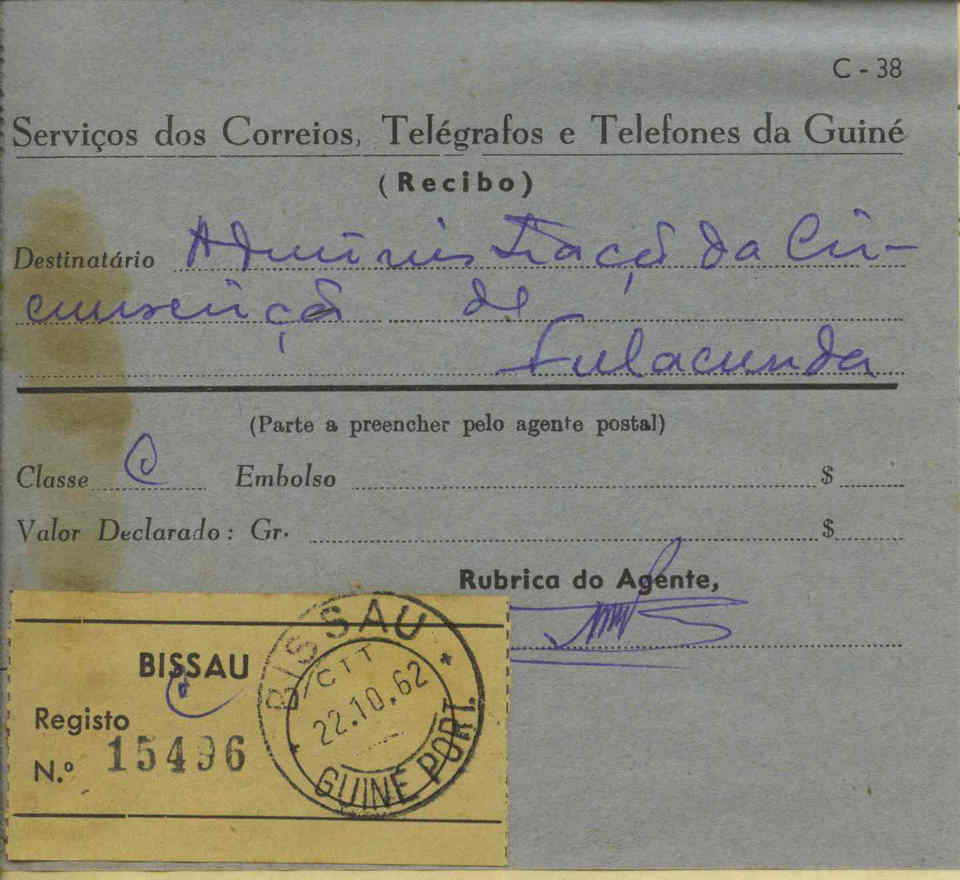 C - 38
Serviços dos Correios, Telégrafos e Telefones da Guiné
(Recibo)
Destinatário Administração da Cir-
cunscrição de
Fulacunda
(Parte a preencher pelo agente postal)
Classe C Embolso $
Valor Declarado: Gr. $
Rubrica do Agente,
BISSAU
Registo
N.º 15496
BISSAU
CTT
22.10.62
GUINÉ PORT.